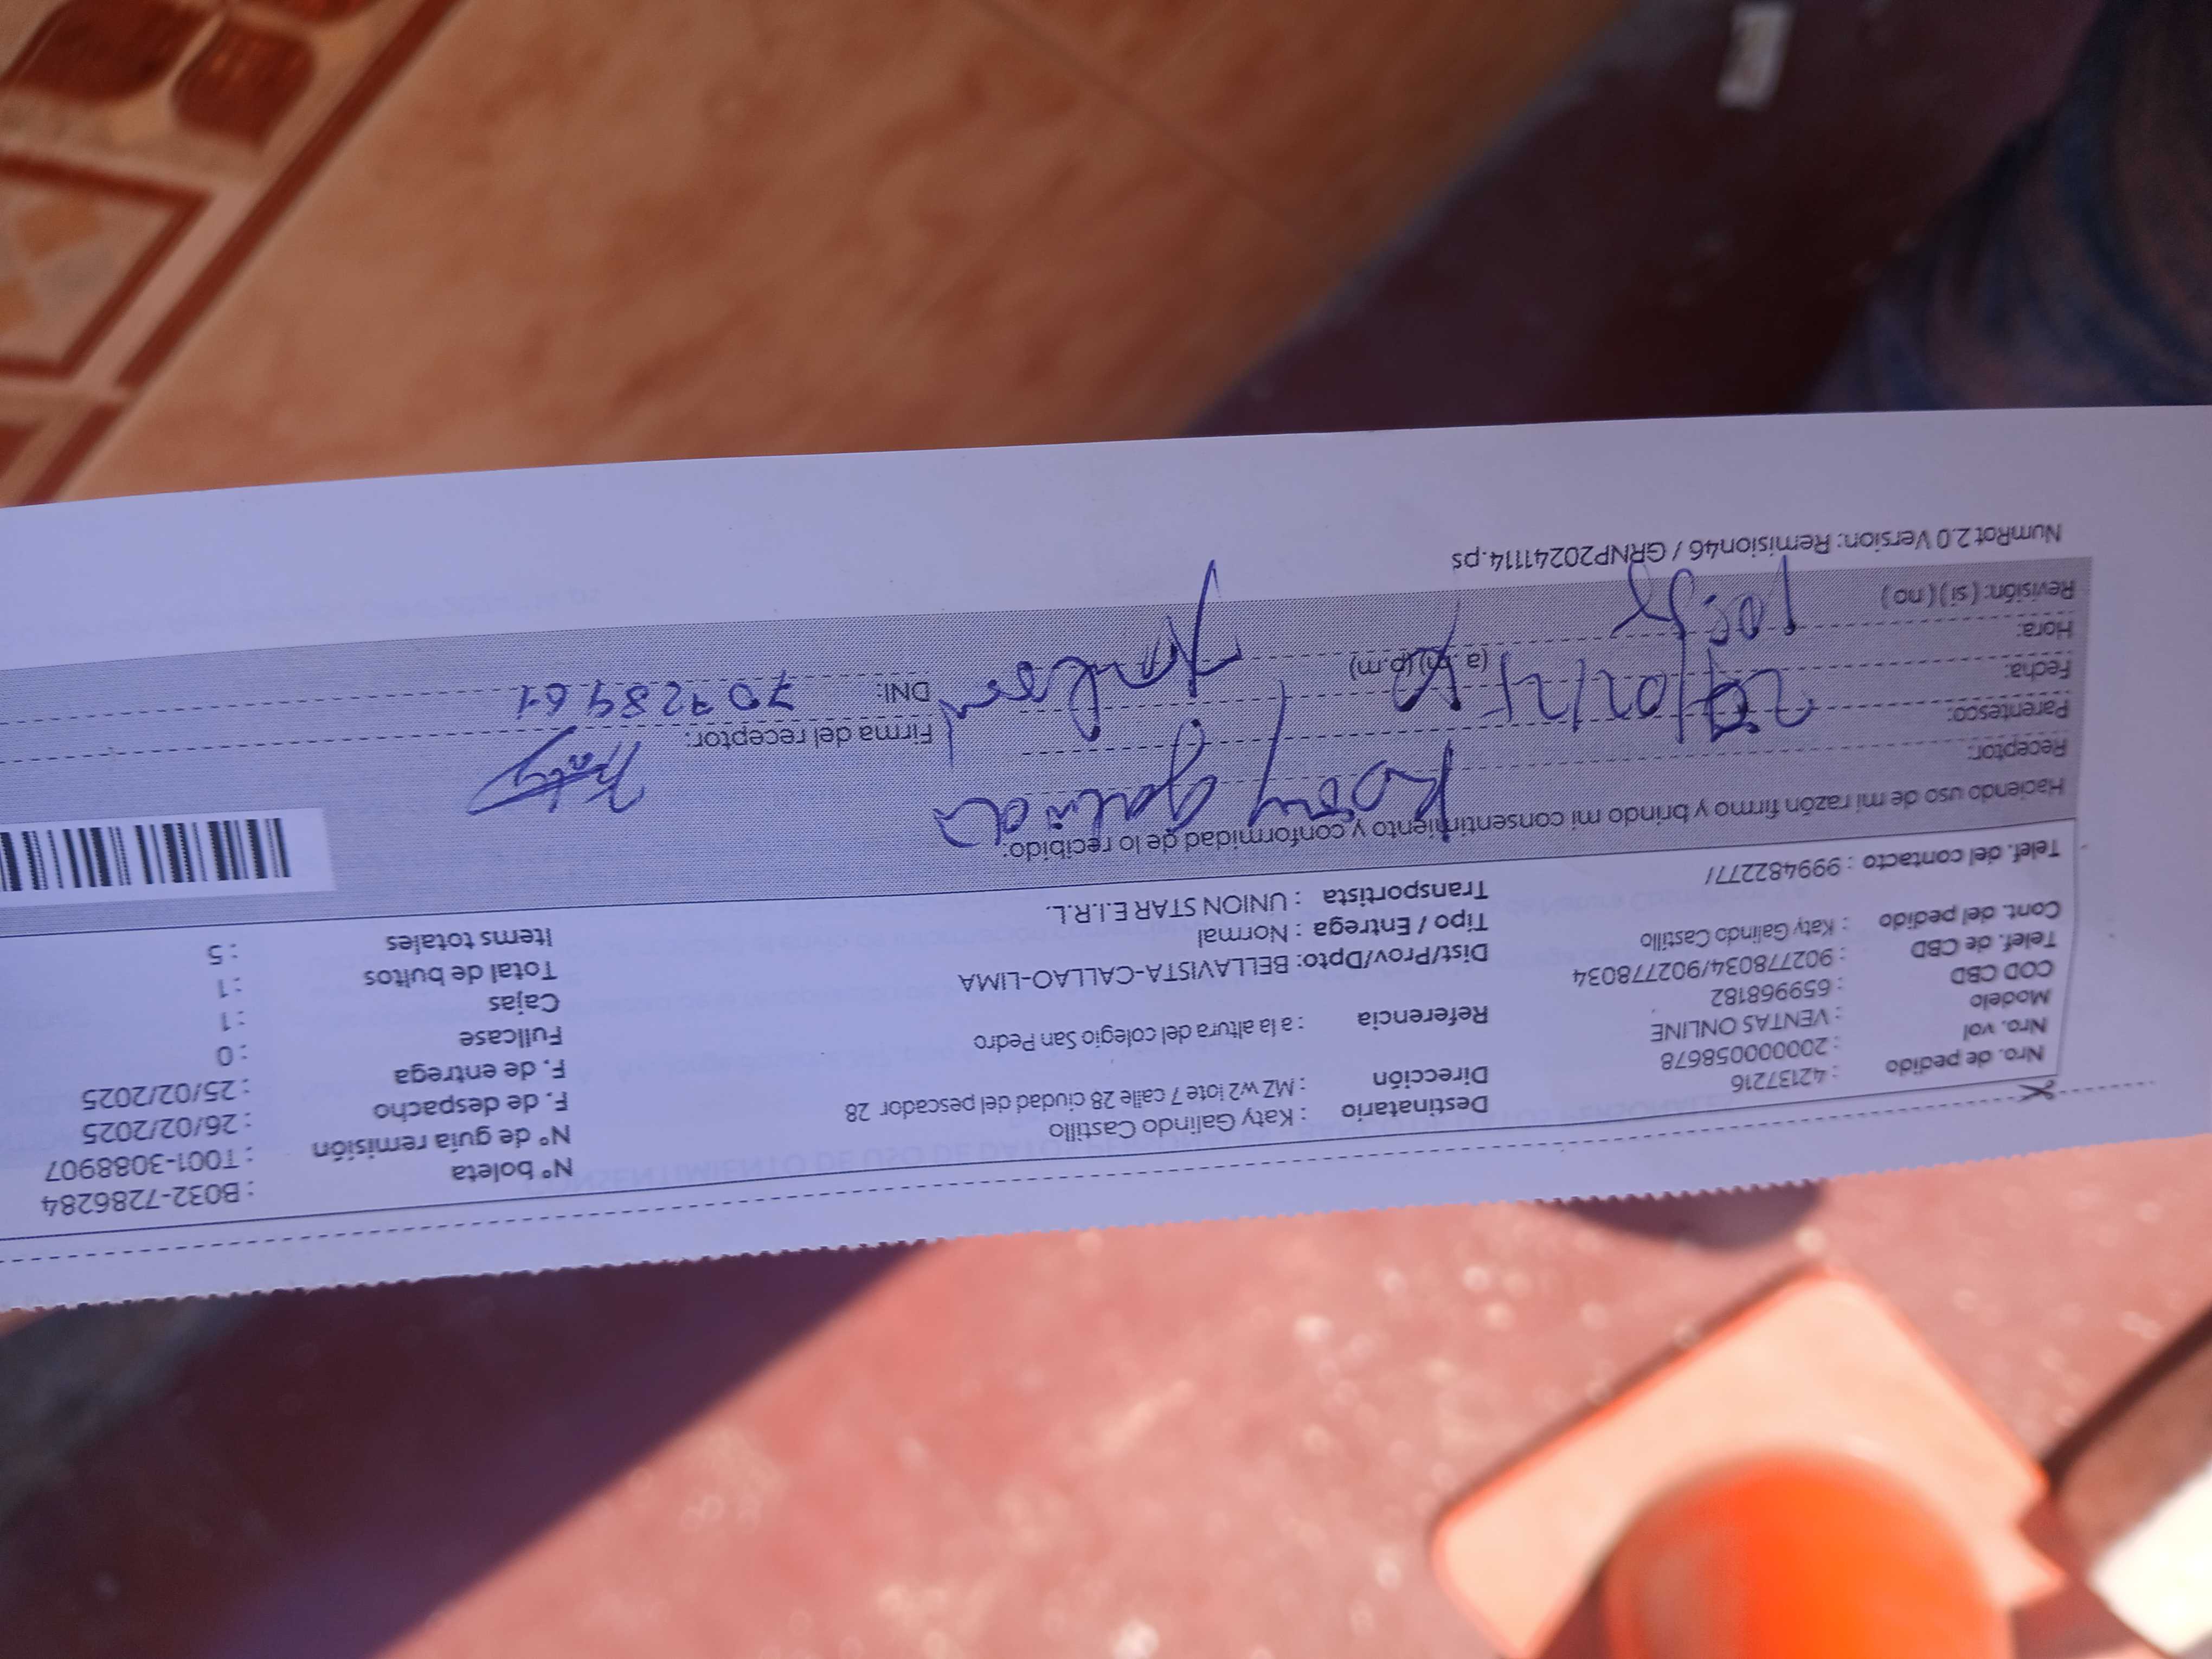 Nro. de pedido : 42137216
Nro. vol : 2000005 8678
Modelo : VENTAS ONLINE
COD CBD : 659968182
Telef. de CBD : 902778034/902778034
Cont. del pedido : Katy Galindo Castillo
Telef. del contacto : 999482277/
Destinatario : Katy Galindo Castillo
Dirección : MZ w2 lote 7 calle 28 ciudad del pescador 28
Referencia : a la altura del colegio San Pedro
Dist/Prov/Dpto: BELLAVISTA-CALLAO-LIMA
Tipo / Entrega : Normal
Transportista : UNION STAR E.I.R.L.
N° boleta : B032-7286284
N° de guía remisión : T001-3088907
F. de despacho : 26/02/2025
F. de entrega : 25/02/2025
Fullcase : 0
Cajas : 1
Total de bultos : 1
Items totales : 5
Haciendo uso de mi razón firmo y brindo mi consentimiento y conformidad de lo recibido:
Receptor:
Parentesco:
Fecha:
Hora: (a.m) (p.m)
Revisión: ( si ) ( no )
Firma del receptor: Katy
DNI:
NumRot 2.0 Version: Remision46 / GRNP20241114.ps